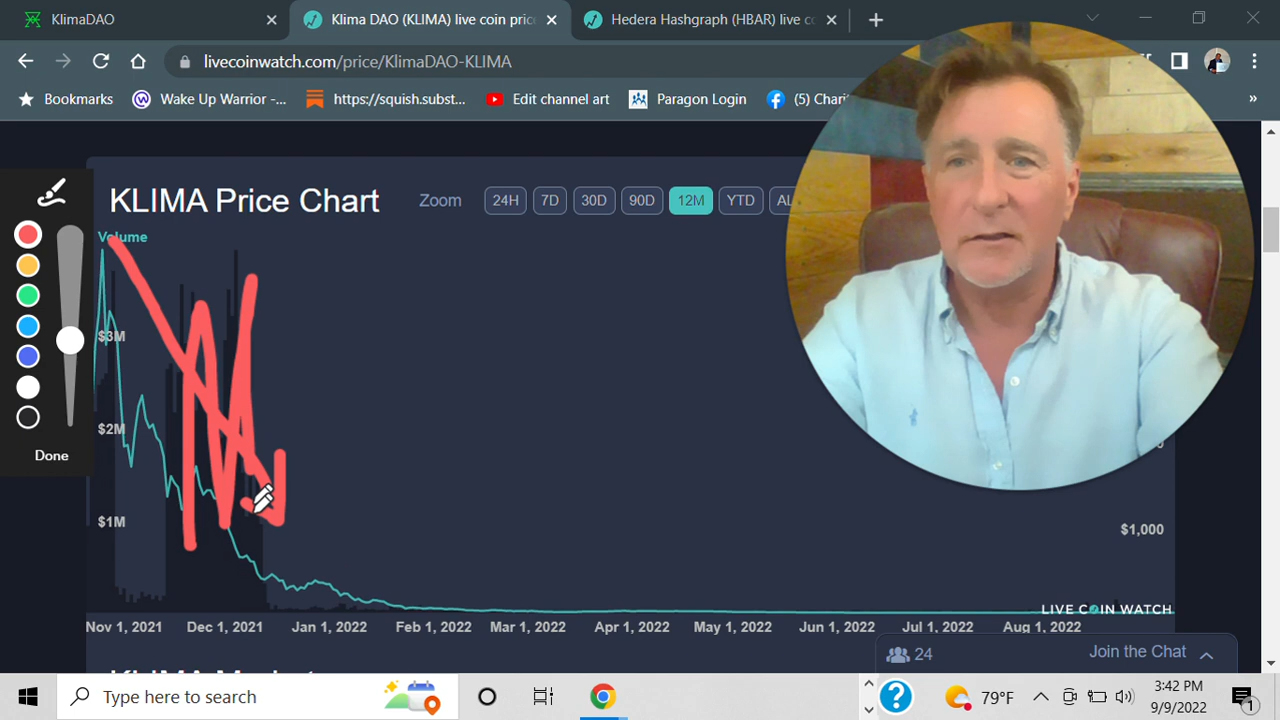 KlimaDAO
Klima DAO (KLIMA) live coin pric
Hedera Hashgraph (HBAR) live co
livecoinwatch.com/price/KlimaDAO-KLIMA
Bookmarks
Wake Up Warrior -...
https://squish.subst...
Edit channel art
Paragon Login
(5) Chari
»
KLIMA Price Chart
Zoom
24H
7D
30D
90D
12M
YTD
AL
Volume
$3M
$2M
$1M
$1,000
Done
LIVE COIN WATCH
Nov 1, 2021
Dec 1, 2021
Jan 1, 2022
Feb 1, 2022
Mar 1, 2022
Apr 1, 2022
May 1, 2022
Jun 1, 2022
Jul 1, 2022
Aug 1, 2022
24
Join the Chat
Type here to search
79°F
3:42 PM
9/9/2022
1